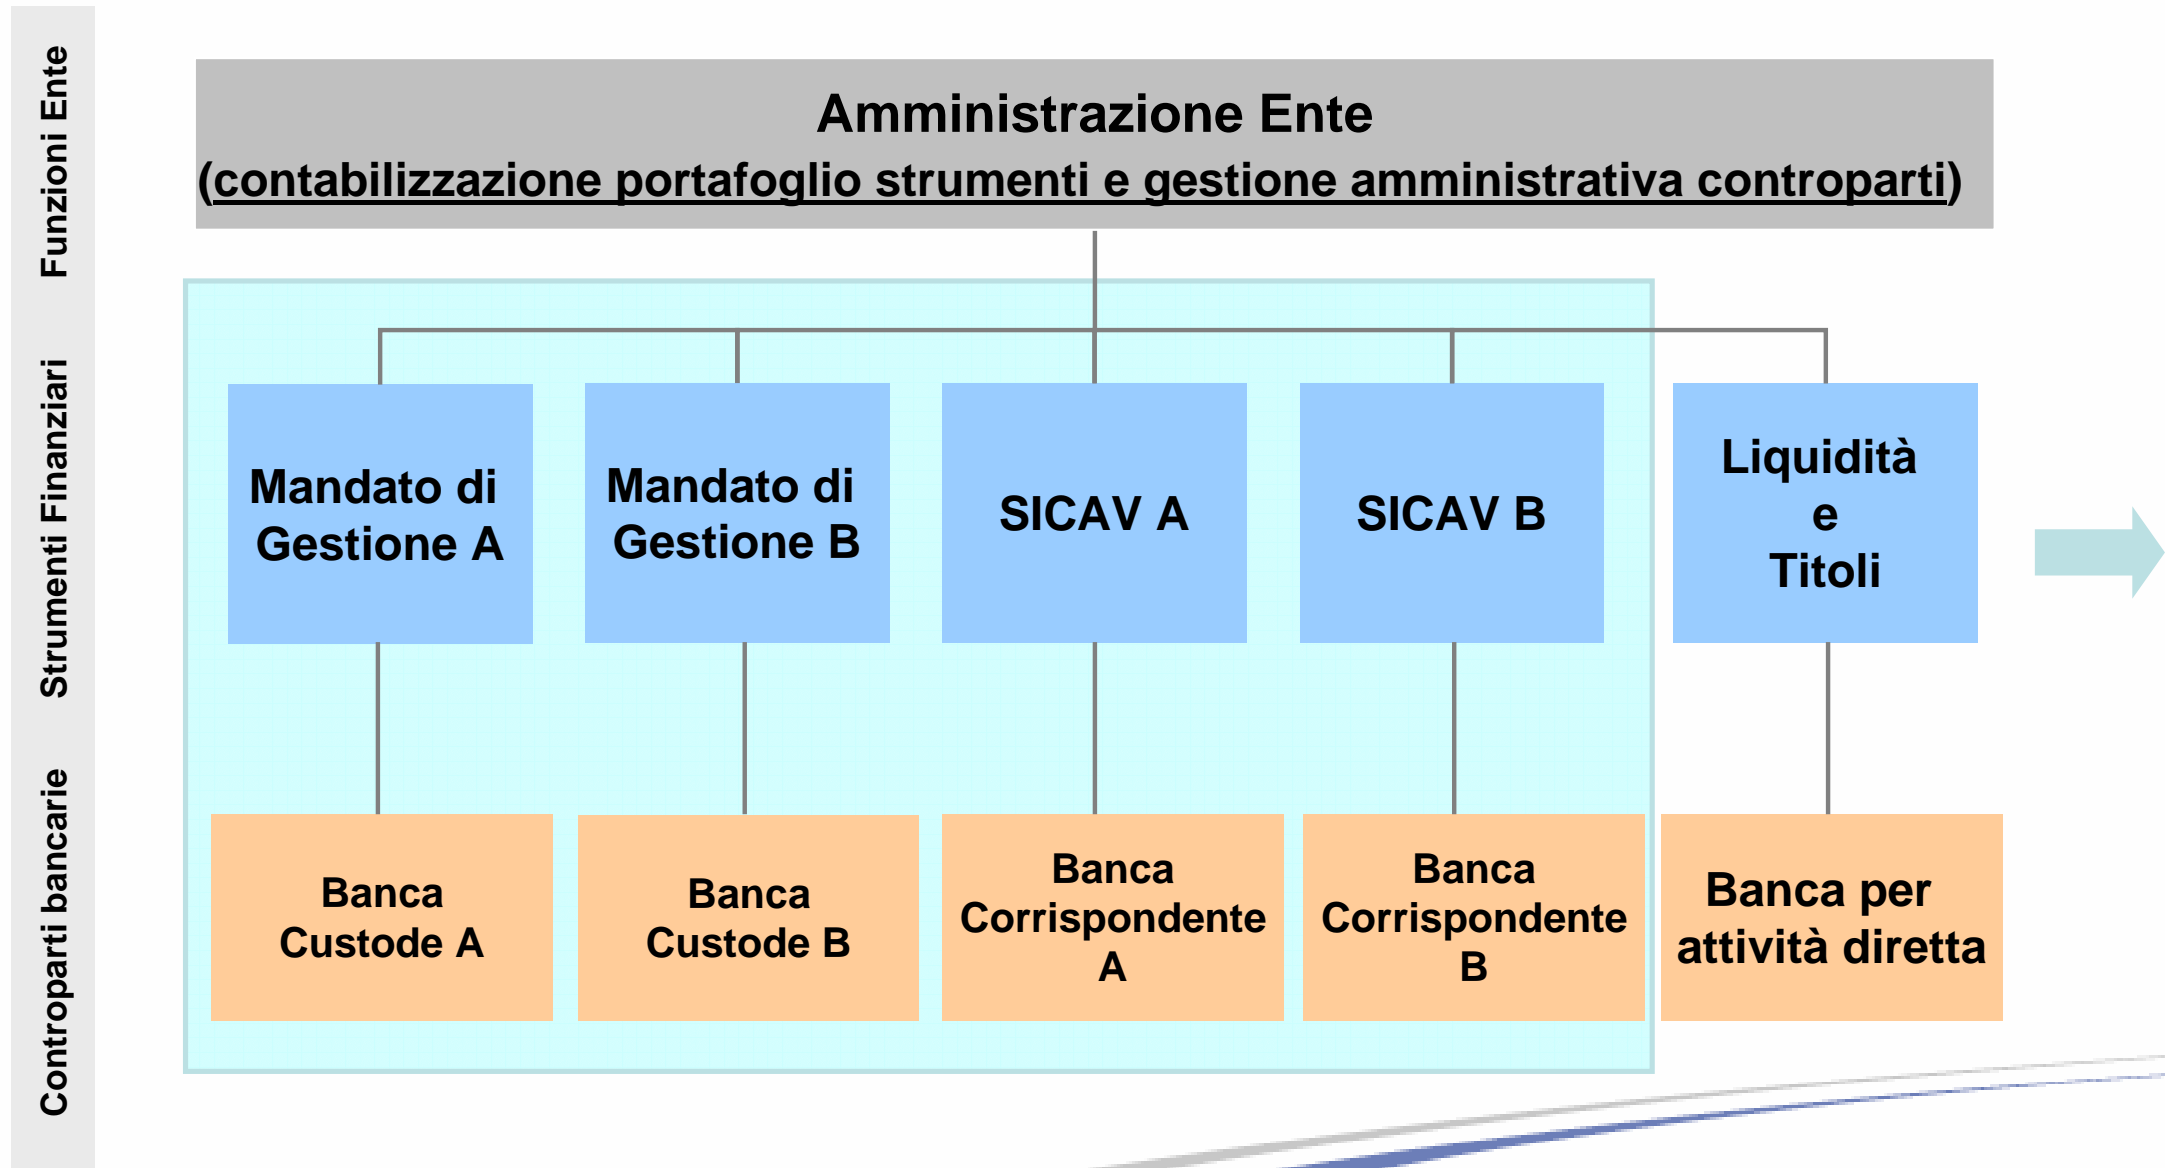 Funzioni Ente
Amministrazione Ente
(contabilizzazione portafoglio strumenti e gestione amministrativa controparti)
Strumenti Finanziari
Mandato di
Gestione A
Mandato di
Gestione B
SICAV A
SICAV B
Liquidità
e
Titoli
Controparti bancarie
Banca
Custode A
Banca
Custode B
Banca
Corrispondente
A
Banca
Corrispondente
B
Banca per
attività diretta